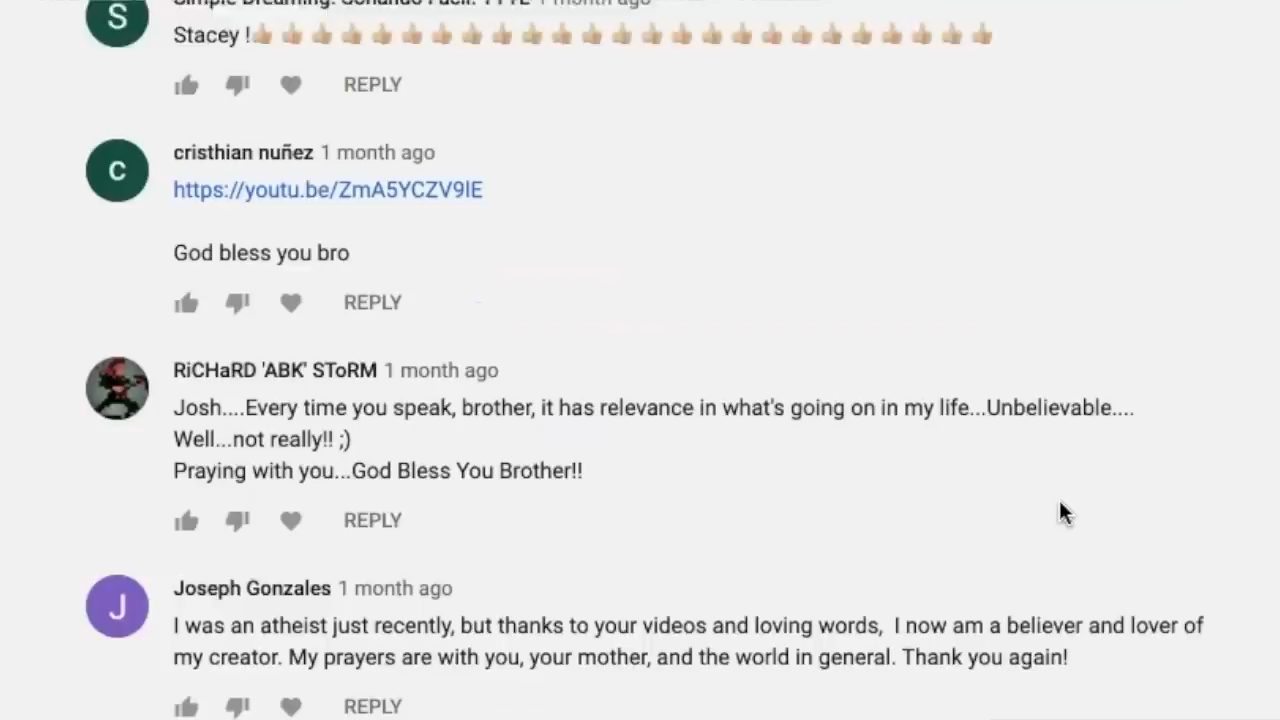 S
Stacey !👍🏼👍🏼👍🏼👍🏼👍🏼👍🏼👍🏼👍🏼👍🏼👍🏼👍🏼👍🏼👍🏼👍🏼👍🏼👍🏼👍🏼👍🏼👍🏼👍🏼👍🏼👍🏼👍🏼👍🏼👍🏼
REPLY
C
cristhian nuñez 1 month ago
https://youtu.be/ZmA5YCZV9lE
God bless you bro
REPLY
RiCHaRD 'ABK' SToRM 1 month ago
Josh....Every time you speak, brother, it has relevance in what's going on in my life...Unbelievable....
Well...not really!! ;)
Praying with you...God Bless You Brother!!
REPLY
J
Joseph Gonzales 1 month ago
I was an atheist just recently, but thanks to your videos and loving words,  I now am a believer and lover of
my creator. My prayers are with you, your mother, and the world in general. Thank you again!
REPLY